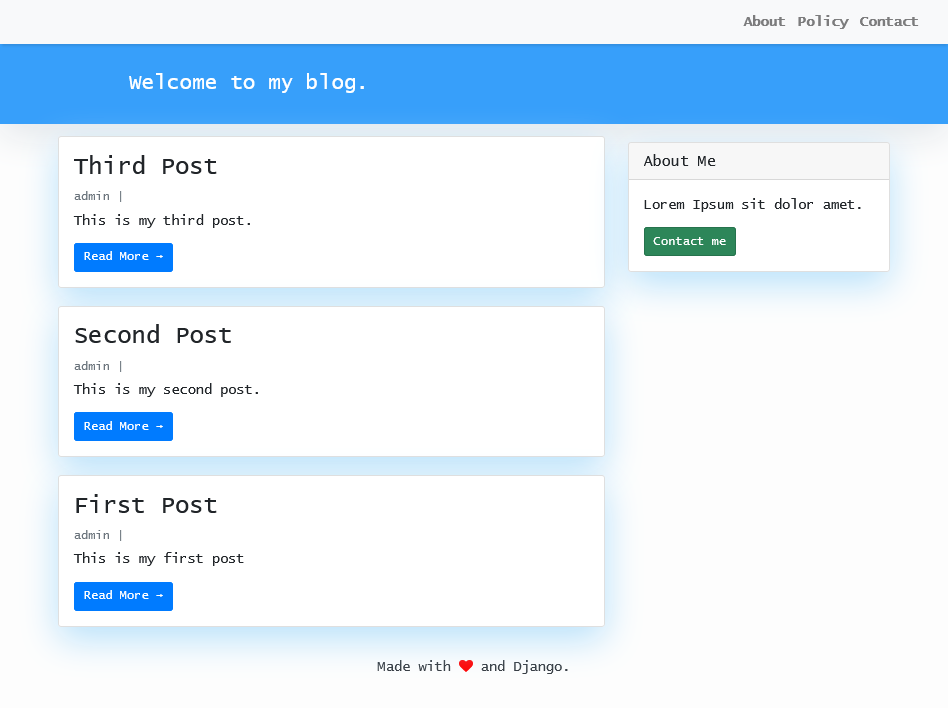 About Policy Contact
Welcome to my blog.
Third Post
admin |
This is my third post.
Read More →
Second Post
admin |
This is my second post.
Read More →
First Post
admin |
This is my first post
Read More →
About Me
Lorem Ipsum sit dolor amet.
Contact me
Made with ❤ and Django.